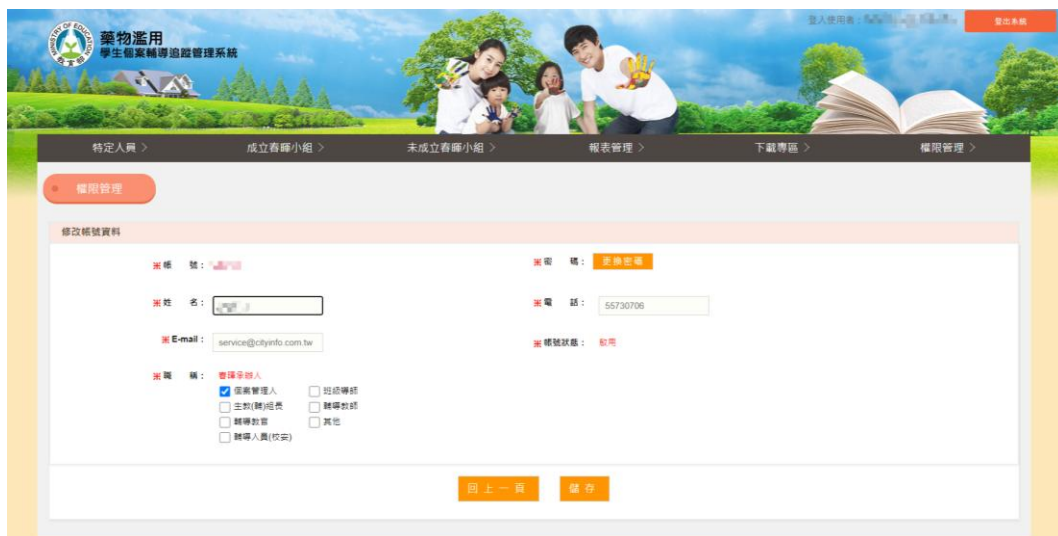 MINISTRY OF EDUCATION
教育部
藥物濫用
學生個案輔導追蹤管理系統
登入使用者：
登出系統
特定人員 >
成立春暉小組 >
未成立春暉小組 >
報表管理 >
下載專區 >
權限管理 >
權限管理
修改帳號資料
※帳 號：
※密 碼： 更換密碼
※姓 名：
※電 話： 55730706
※E-mail： service@cityinfo.com.tw
※帳號狀態： 啟用
※職 稱： 春暉承辦人
個案管理人 班級導師
主教(輔)組長 輔導教師
輔導教官 其他
輔導人員(校安)
回上一頁 儲存